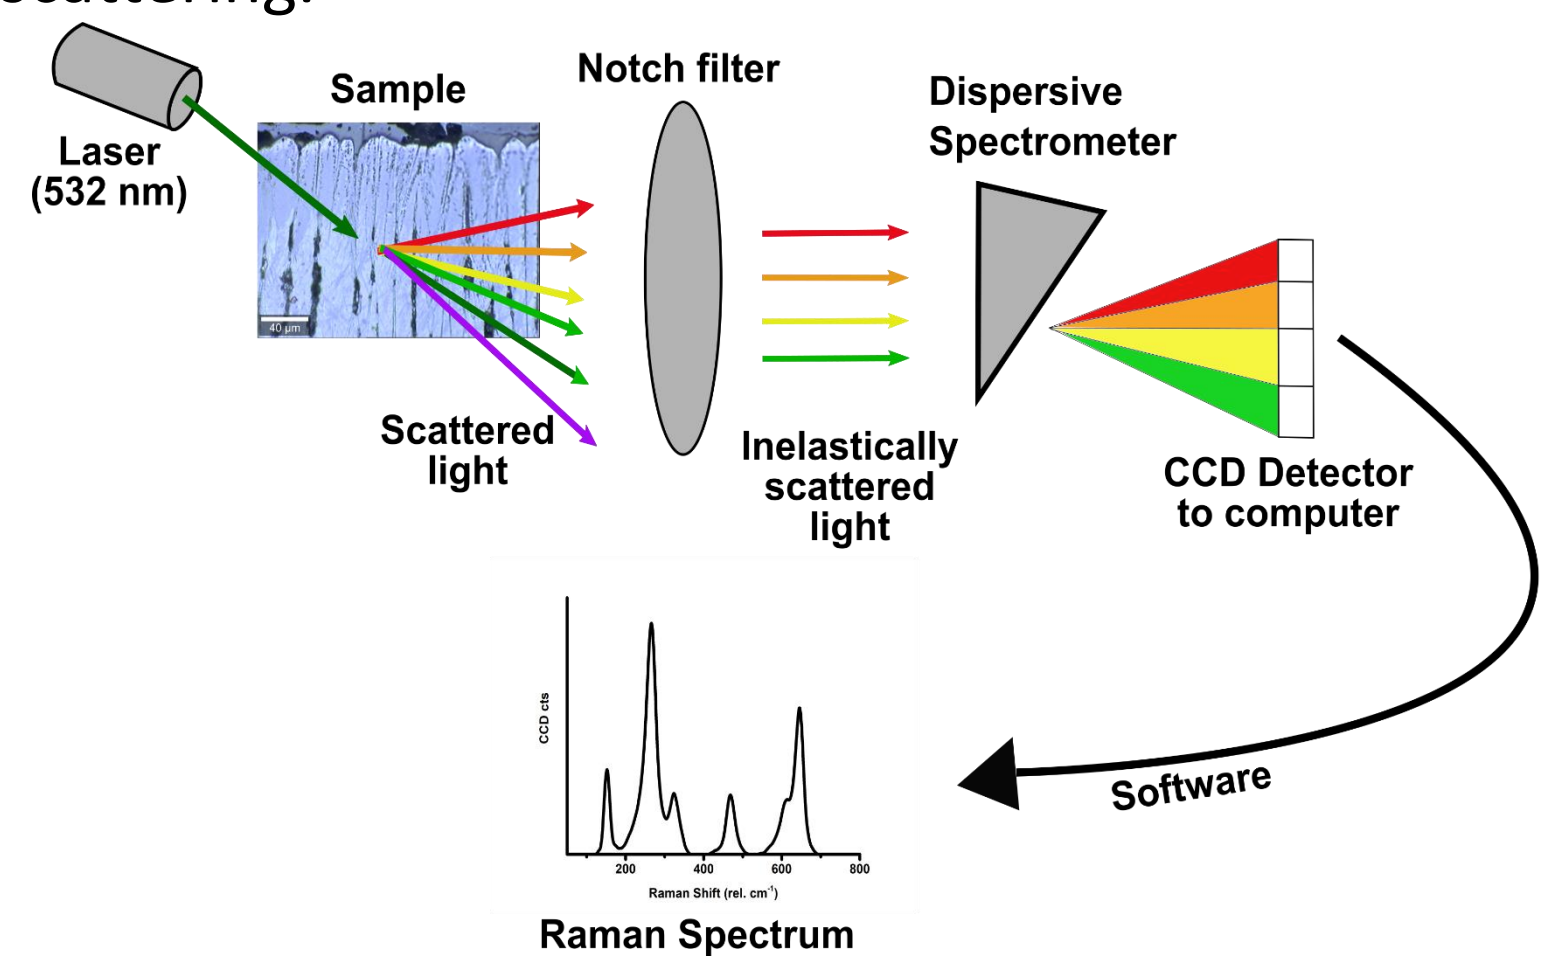 scattering.
Laser
(532 nm)
Sample
40 µm
Scattered
light
Notch filter
Inelastically
scattered
light
Dispersive
Spectrometer
CCD Detector
to computer
Software
CCD cts
200 400 600 800
Raman Shift (rel. cm⁻¹)
Raman Spectrum